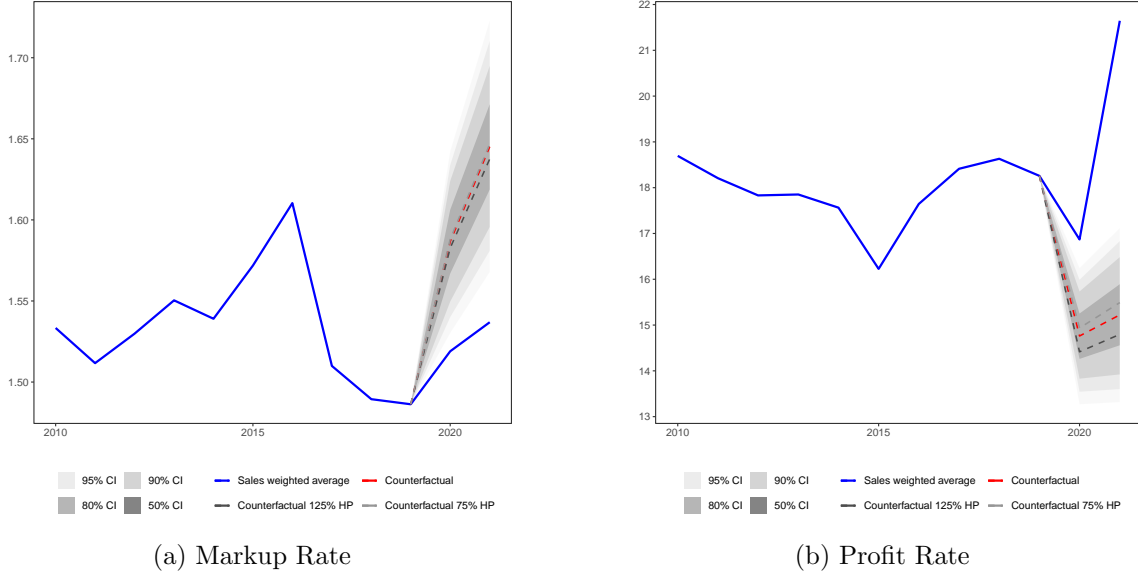 1.70
1.65
1.60
1.55
1.50
2010 2015 2020
95% CI 90% CI Sales weighted average Counterfactual
80% CI 50% CI Counterfactual 125% HP Counterfactual 75% HP
(a) Markup Rate
22
21
20
19
18
17
16
15
14
13
2010 2015 2020
95% CI 90% CI Sales weighted average Counterfactual
80% CI 50% CI Counterfactual 125% HP Counterfactual 75% HP
(b) Profit Rate